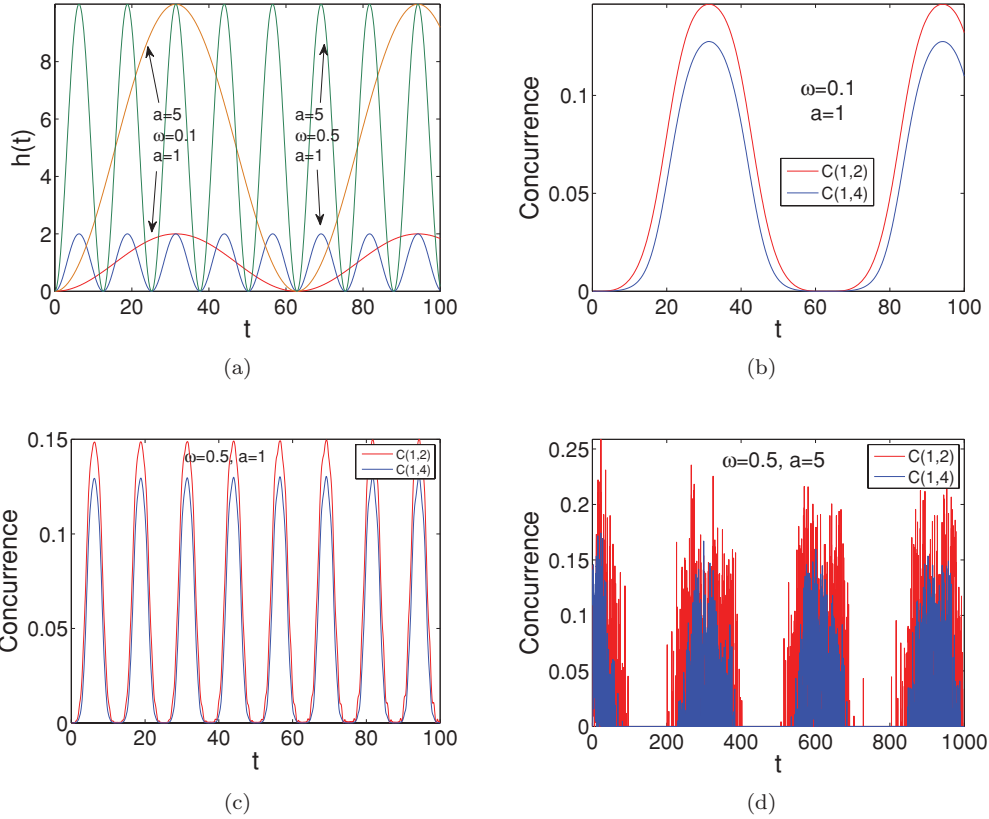 8
6
4
2
0
h(t)
a=5
ω=0.1
a=1
a=5
ω=0.5
a=1
0 20 40 60 80 100
t
(a)
0.1
0.05
0
Concurrence
ω=0.1
a=1
C(1,2)
C(1,4)
0 20 40 60 80 100
t
(b)
0.15
0.1
0.05
0
Concurrence
ω=0.5, a=1
C(1,2)
C(1,4)
0 20 40 60 80 100
t
(c)
0.25
0.2
0.15
0.1
0.05
0
Concurrence
ω=0.5, a=5
C(1,2)
C(1,4)
0 200 400 600 800 1000
t
(d)